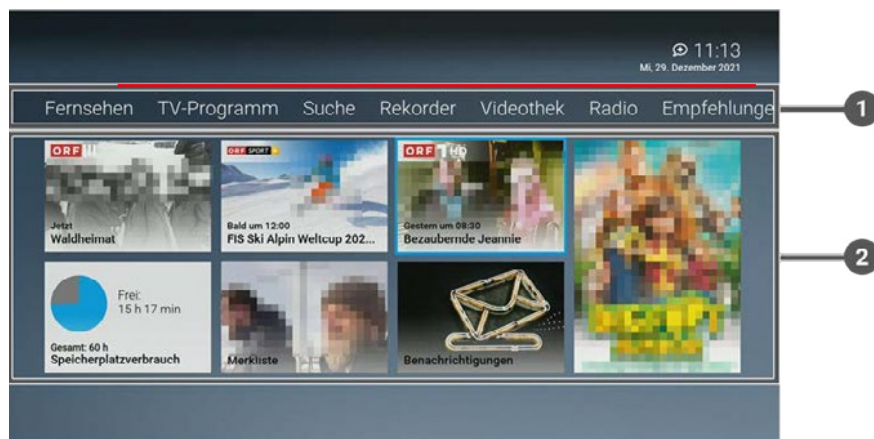 11:13
Mi, 29. Dezember 2021
Fernsehen TV-Programm Suche Rekorder Videothek Radio Empfehlunge
1
ORF III
Jetzt
Waldheimat
ORF SPORT +
Bald um 12:00
FIS Ski Alpin Weltcup 202...
ORF 1 HD
Gestern um 08:30
Bezaubernde Jeannie
2
Frei:
15 h 17 min
Gesamt: 60 h
Speicherplatzverbrauch
Merkliste
Benachrichtigungen